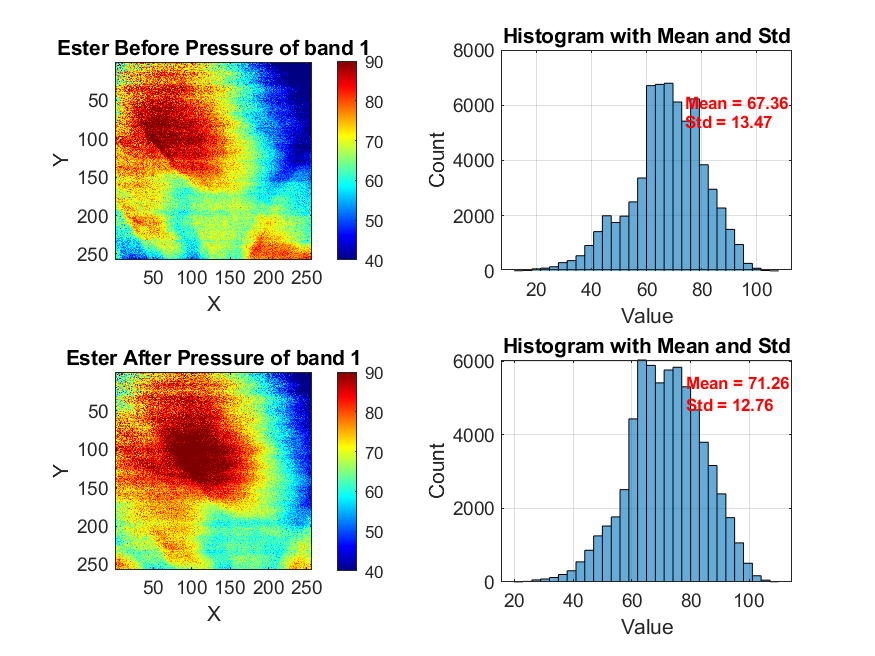 Ester Before Pressure of band 1
90
80
70
60
50
40
50
100
150
200
250
Y
50 100 150 200 250
X
Histogram with Mean and Std
8000
6000
4000
2000
0
Mean = 67.36
Std = 13.47
Count
20 40 60 80 100
Value
Ester After Pressure of band 1
90
80
70
60
50
40
50
100
150
200
250
Y
50 100 150 200 250
X
Histogram with Mean and Std
6000
4000
2000
0
Mean = 71.26
Std = 12.76
Count
20 40 60 80 100
Value